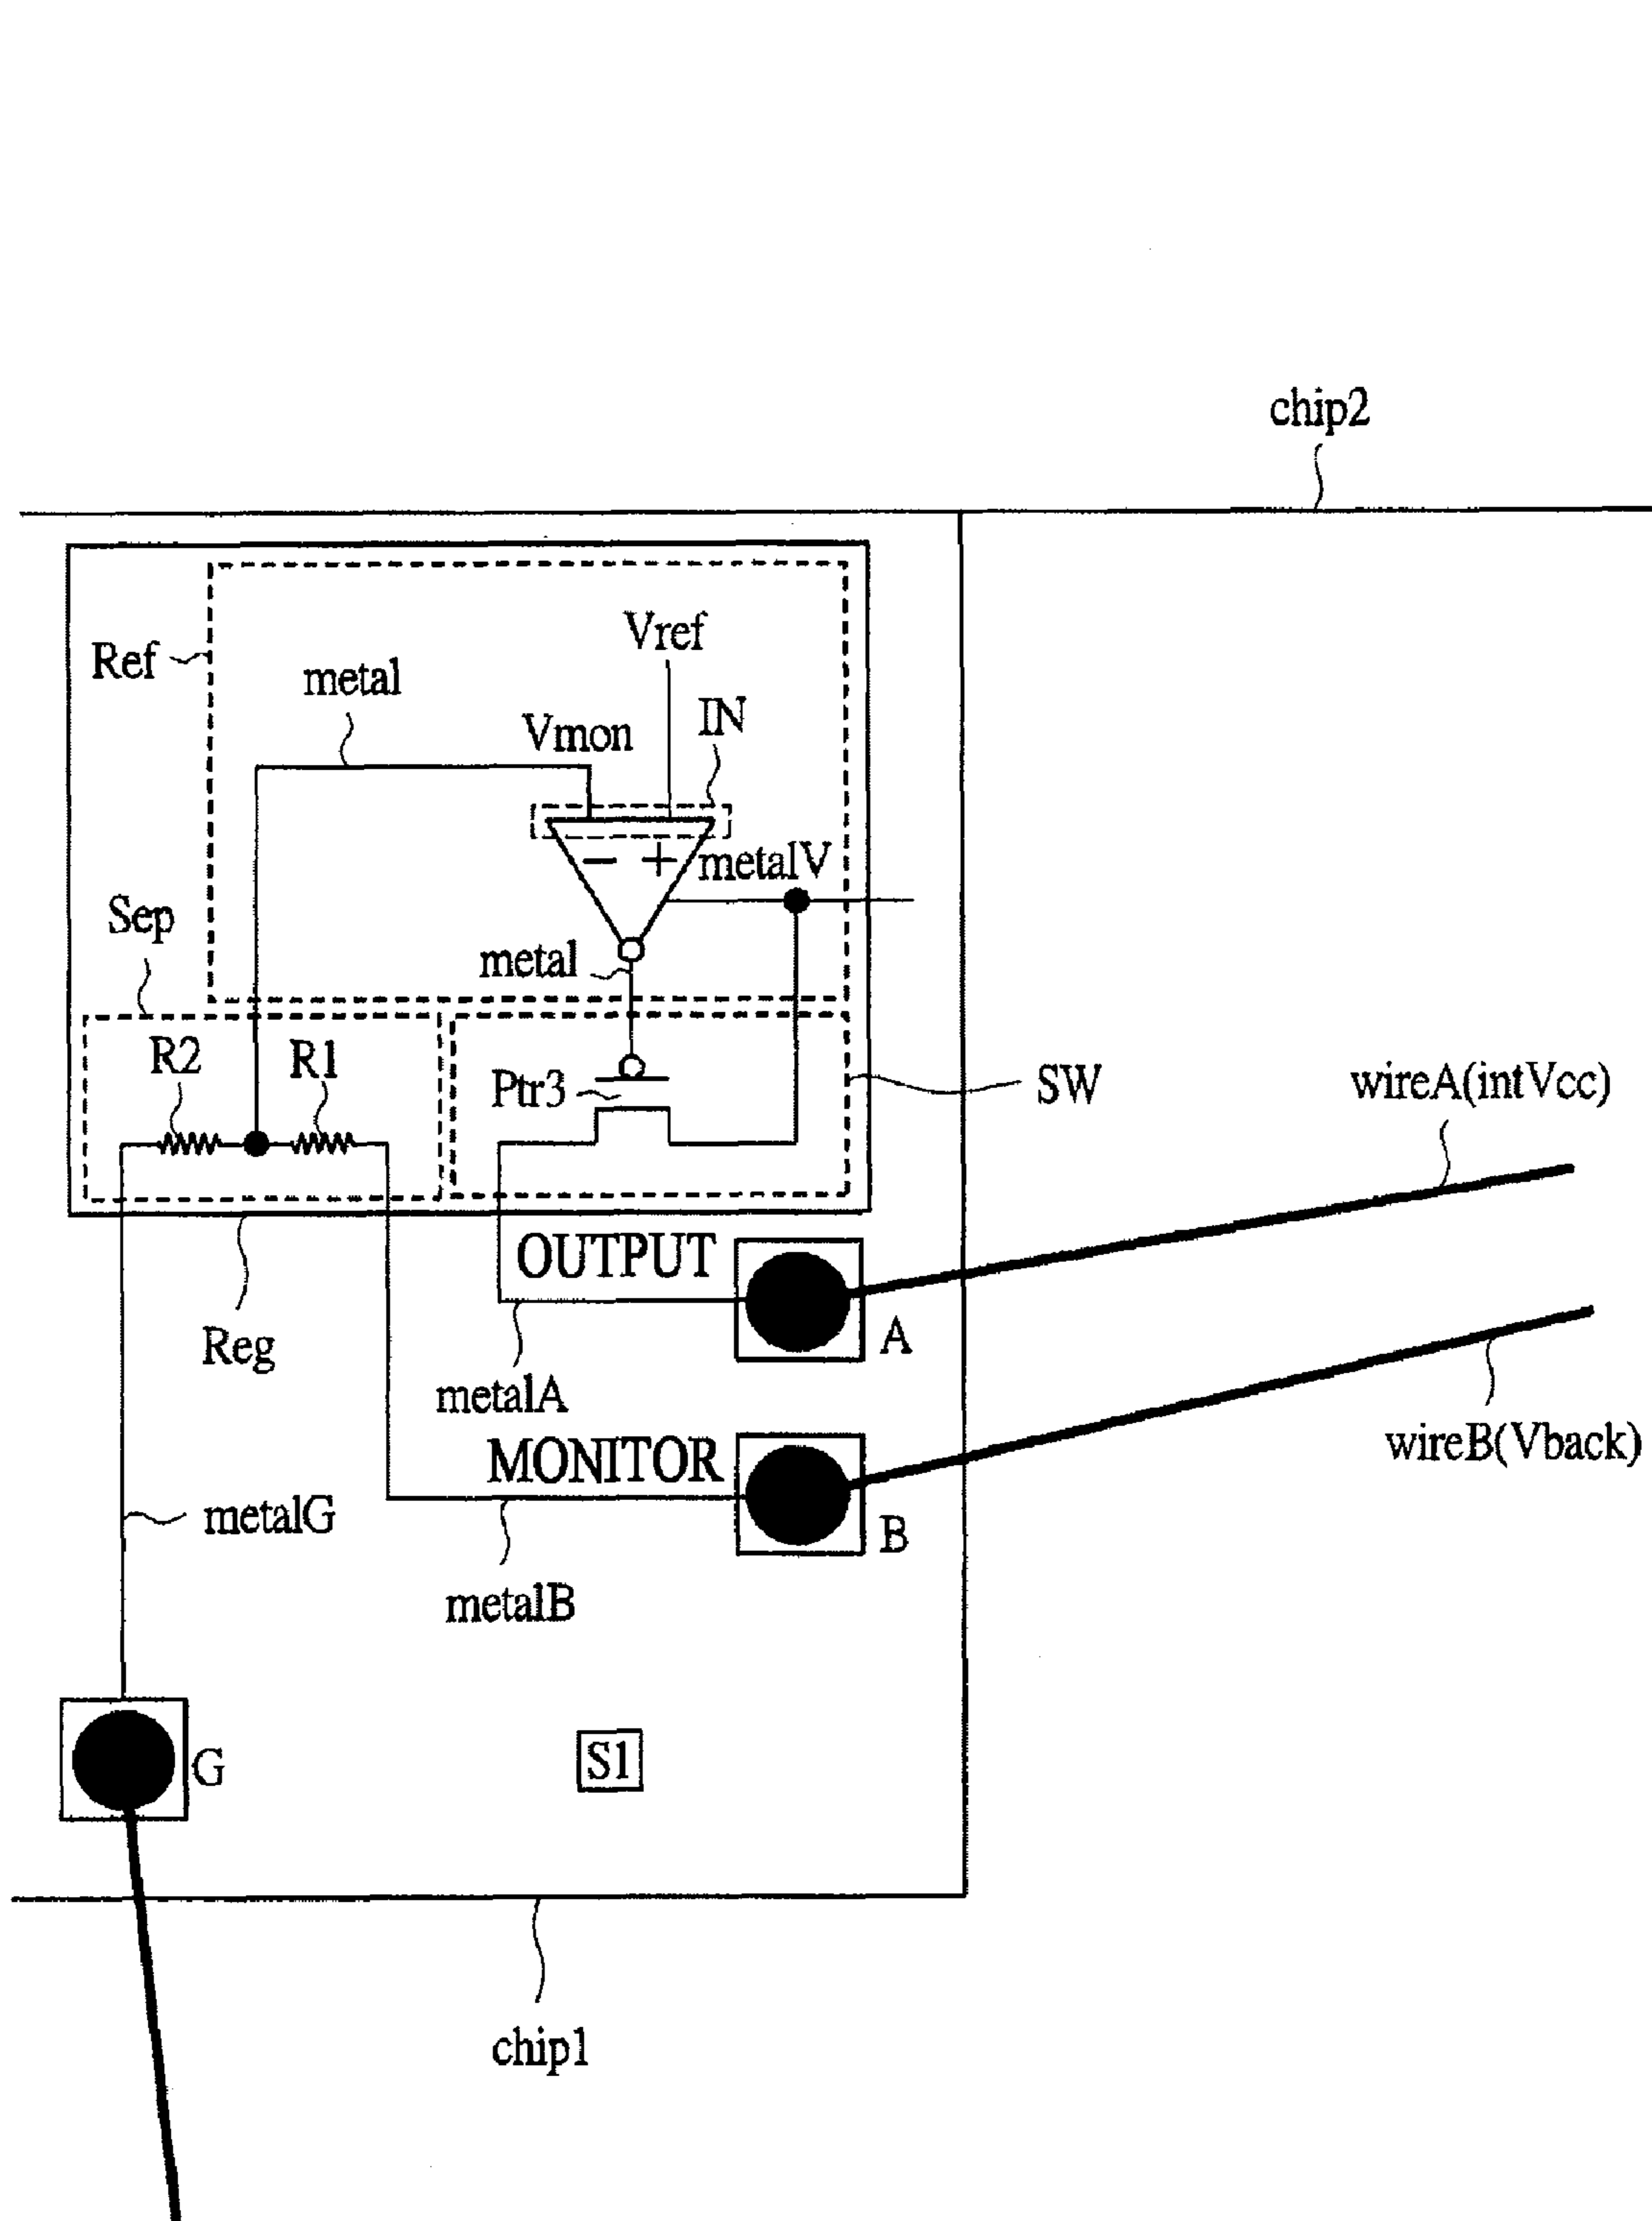 chip2
Vref
Ref
metal
IN
Vmon
− +
metalV
Sep
metal
R2
R1
Ptr3
SW
wireA(intVcc)
OUTPUT
A
Reg
metalA
MONITOR
wireB(Vback)
metalG
B
metalB
G
S1
chip1